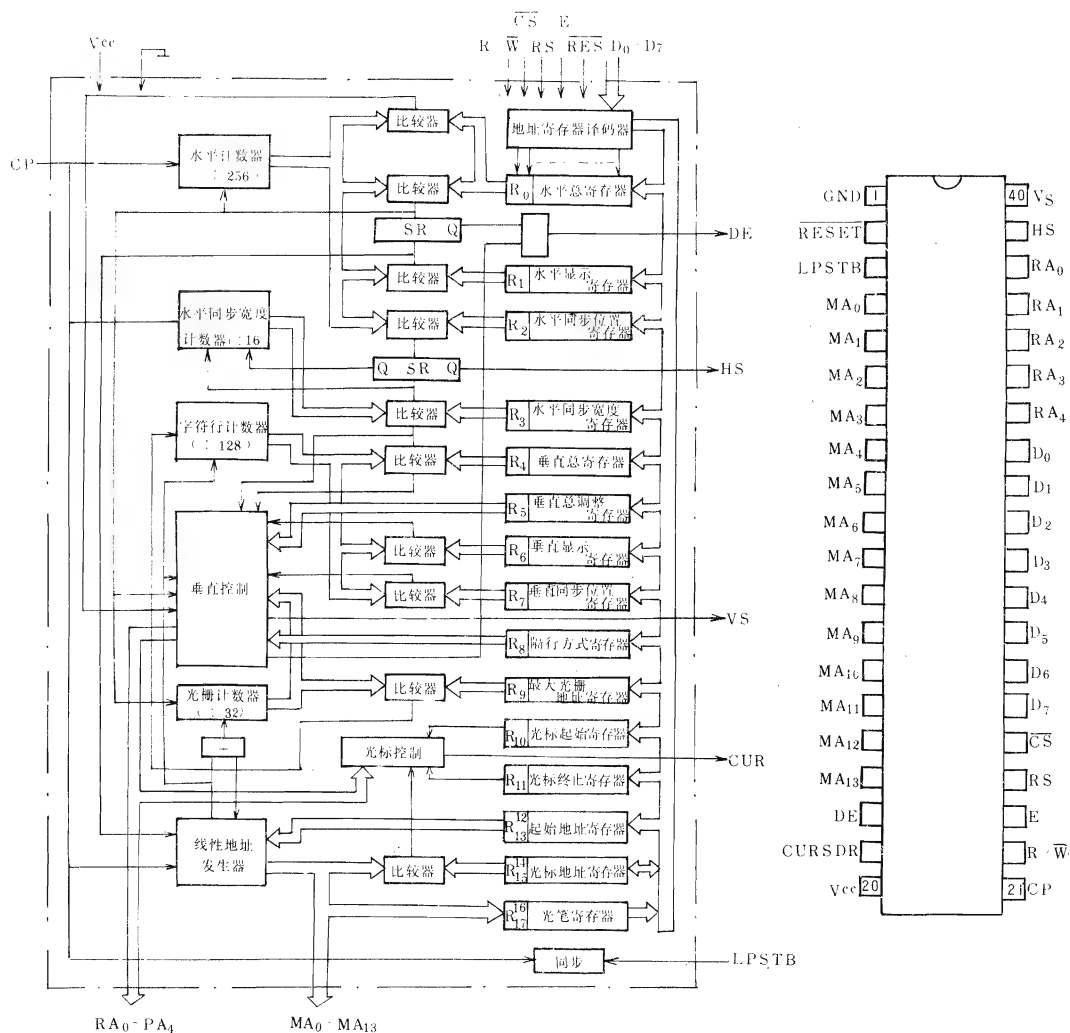 CS E
R W RS RES D0-D7
Vcc
CP
比较器
地址寄存器译码器
水平计数器
(÷256)
比较器
R0 水平总寄存器
SR Q
DE
比较器
R1 水平显示寄存器
水平同步宽度
计数器(÷16
比较器
R2 水平同步位置寄存器
Q SR Q
HS
字符行计数器
(÷128)
比较器
R3 水平同步宽度寄存器
比较器
R4 垂直总寄存器
R5 垂直总调整寄存器
垂直控制
比较器
R6 垂直显示寄存器
比较器
R7 垂直同步位置寄存器
VS
R8 隔行方式寄存器
光栅计数器
(÷32)
比较器
R9 最大光栅地址寄存器
R10 光标起始寄存器
光标控制
CUR
R11 光标终止寄存器
线性地址
发生器
R12 13 起始地址寄存器
比较器
R14 15 光标地址寄存器
R16 17 光笔寄存器
同步
LPSTB
RA0-PA4
MA0-MA13
GND 1
RESET
LPSTB
MA0
MA1
MA2
MA3
MA4
MA5
MA6
MA7
MA8
MA9
MA10
MA11
MA12
MA13
DE
CURSDR
Vcc 20
40 VS
HS
RA0
RA1
RA2
RA3
RA4
D0
D1
D2
D3
D4
D5
D6
D7
CS
RS
E
R W
21 CP